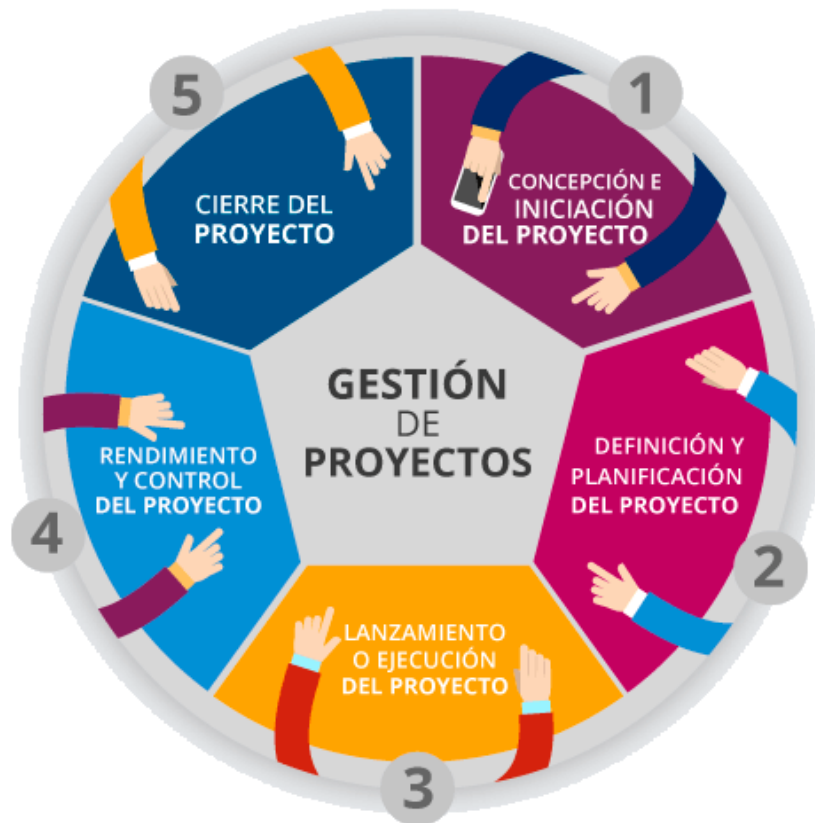 GESTIÓN
DE
PROYECTOS
1
CONCEPCIÓN E
INICIACIÓN
DEL PROYECTO
2
DEFINICIÓN Y
PLANIFICACIÓN
DEL PROYECTO
3
LANZAMIENTO
O EJECUCIÓN
DEL PROYECTO
4
RENDIMIENTO
Y CONTROL
DEL PROYECTO
5
CIERRE DEL
PROYECTO